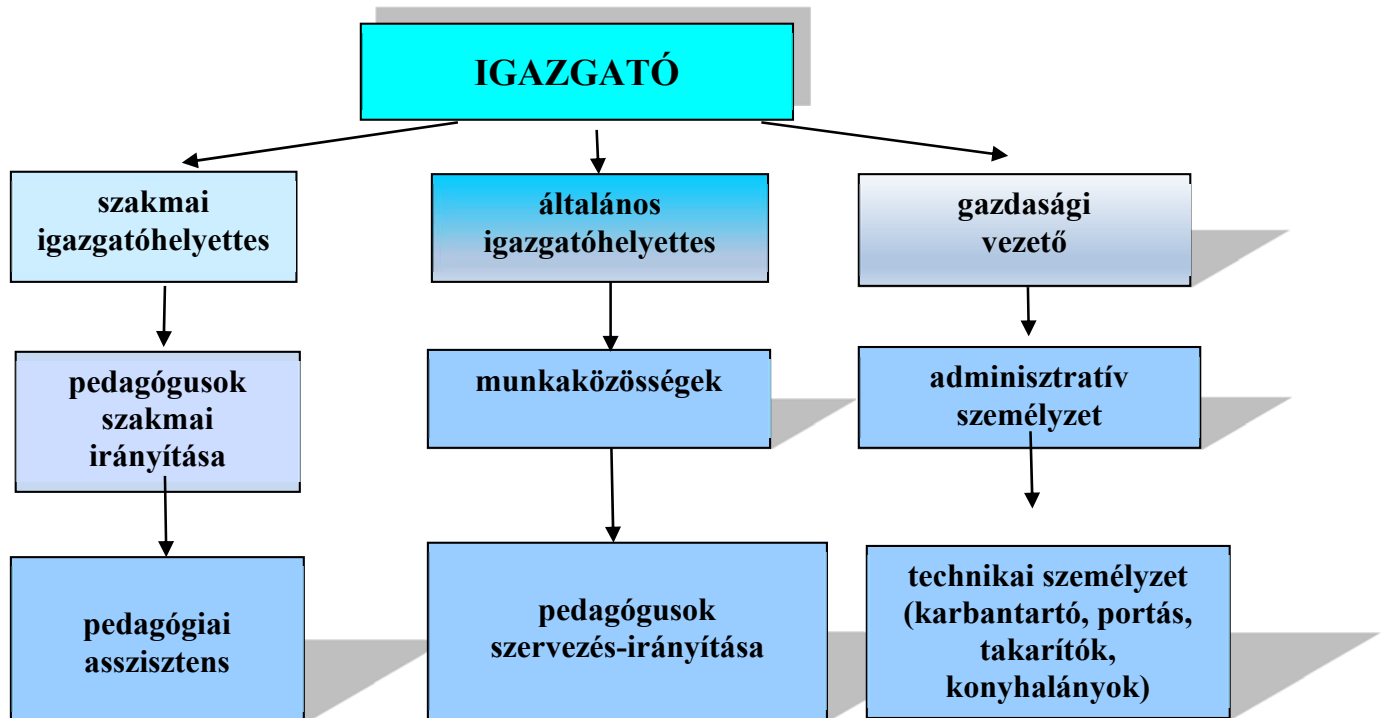 IGAZGATÓ
szakmai
igazgatóhelyettes
általános
igazgatóhelyettes
gazdasági
vezető
pedagógusok
szakmai
irányítása
munkaközösségek
adminisztratív
személyzet
pedagógiai
asszisztens
pedagógusok
szervezés-irányítása
technikai személyzet
(karbantartó, portás,
takarítók,
konyhalányok)